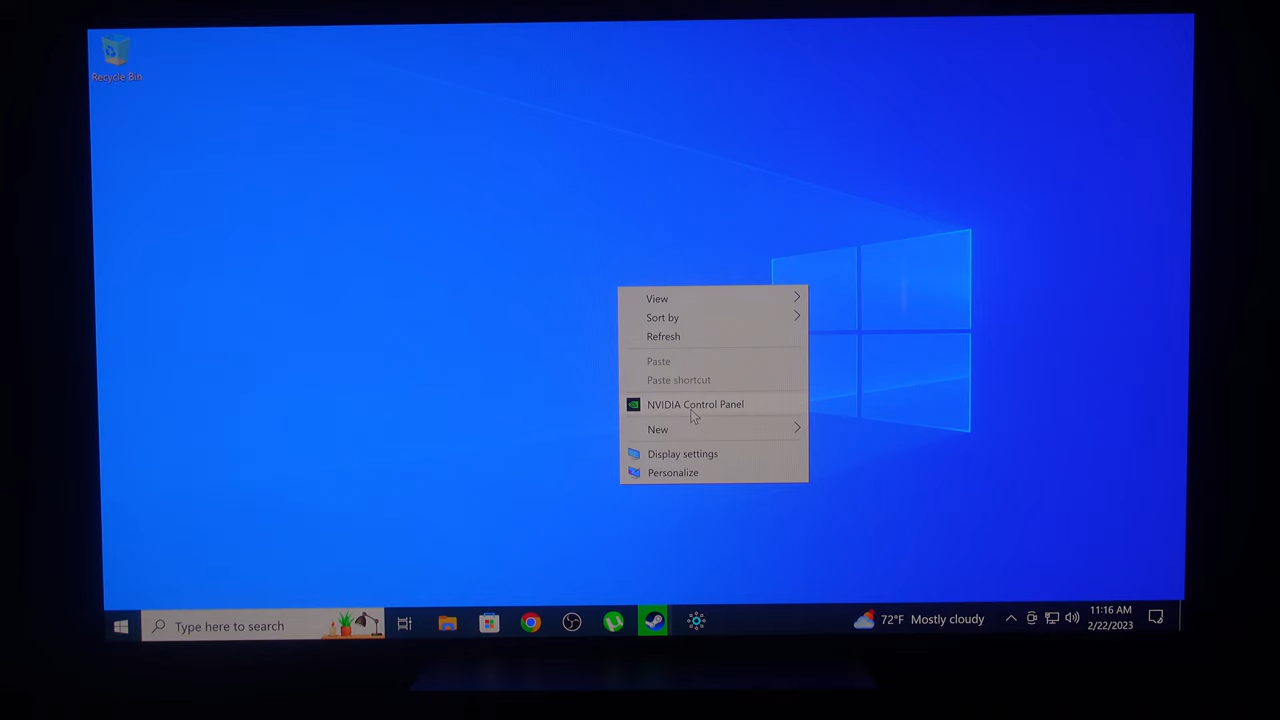 Recycle Bin
View
Sort by
Refresh
Paste
Paste shortcut
NVIDIA Control Panel
New
Display settings
Personalize
Type here to search
72°F Mostly cloudy
11:16 AM
2/22/2023